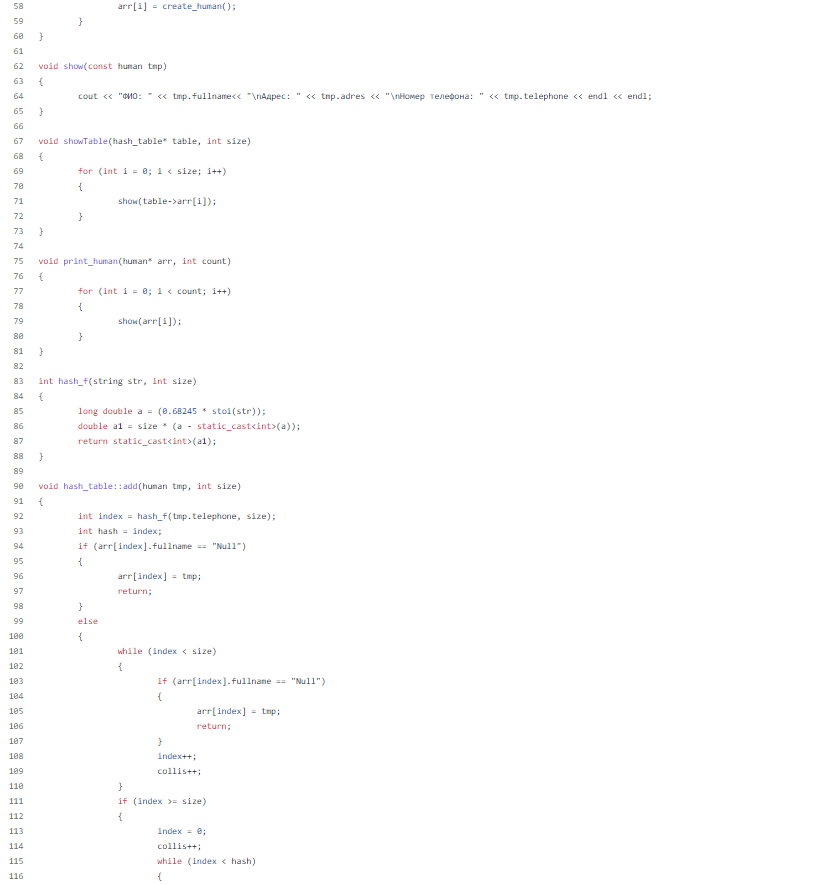 58 arr[i] = create_human();
59 }
60 }
61
62 void show(const human tmp)
63 {
64 cout << "ФИО: " << tmp.fullname<< "\nАдрес: " << tmp.adres << "\nНомер телефона: " << tmp.telephone << endl << endl;
65 }
66
67 void showTable(hash_table* table, int size)
68 {
69 for (int i = 0; i < size; i++)
70 {
71 show(table->arr[i]);
72 }
73 }
74
75 void print_human(human* arr, int count)
76 {
77 for (int i = 0; i < count; i++)
78 {
79 show(arr[i]);
80 }
81 }
82
83 int hash_f(string str, int size)
84 {
85 long double a = (0.68245 * stoi(str));
86 double a1 = size * (a - static_cast<int>(a));
87 return static_cast<int>(a1);
88 }
89
90 void hash_table::add(human tmp, int size)
91 {
92 int index = hash_f(tmp.telephone, size);
93 int hash = index;
94 if (arr[index].fullname == "Null")
95 {
96 arr[index] = tmp;
97 return;
98 }
99 else
100 {
101 while (index < size)
102 {
103 if (arr[index].fullname == "Null")
104 {
105 arr[index] = tmp;
106 return;
107 }
108 index++;
109 collis++;
110 }
111 if (index >= size)
112 {
113 index = 0;
114 collis++;
115 while (index < hash)
116 {